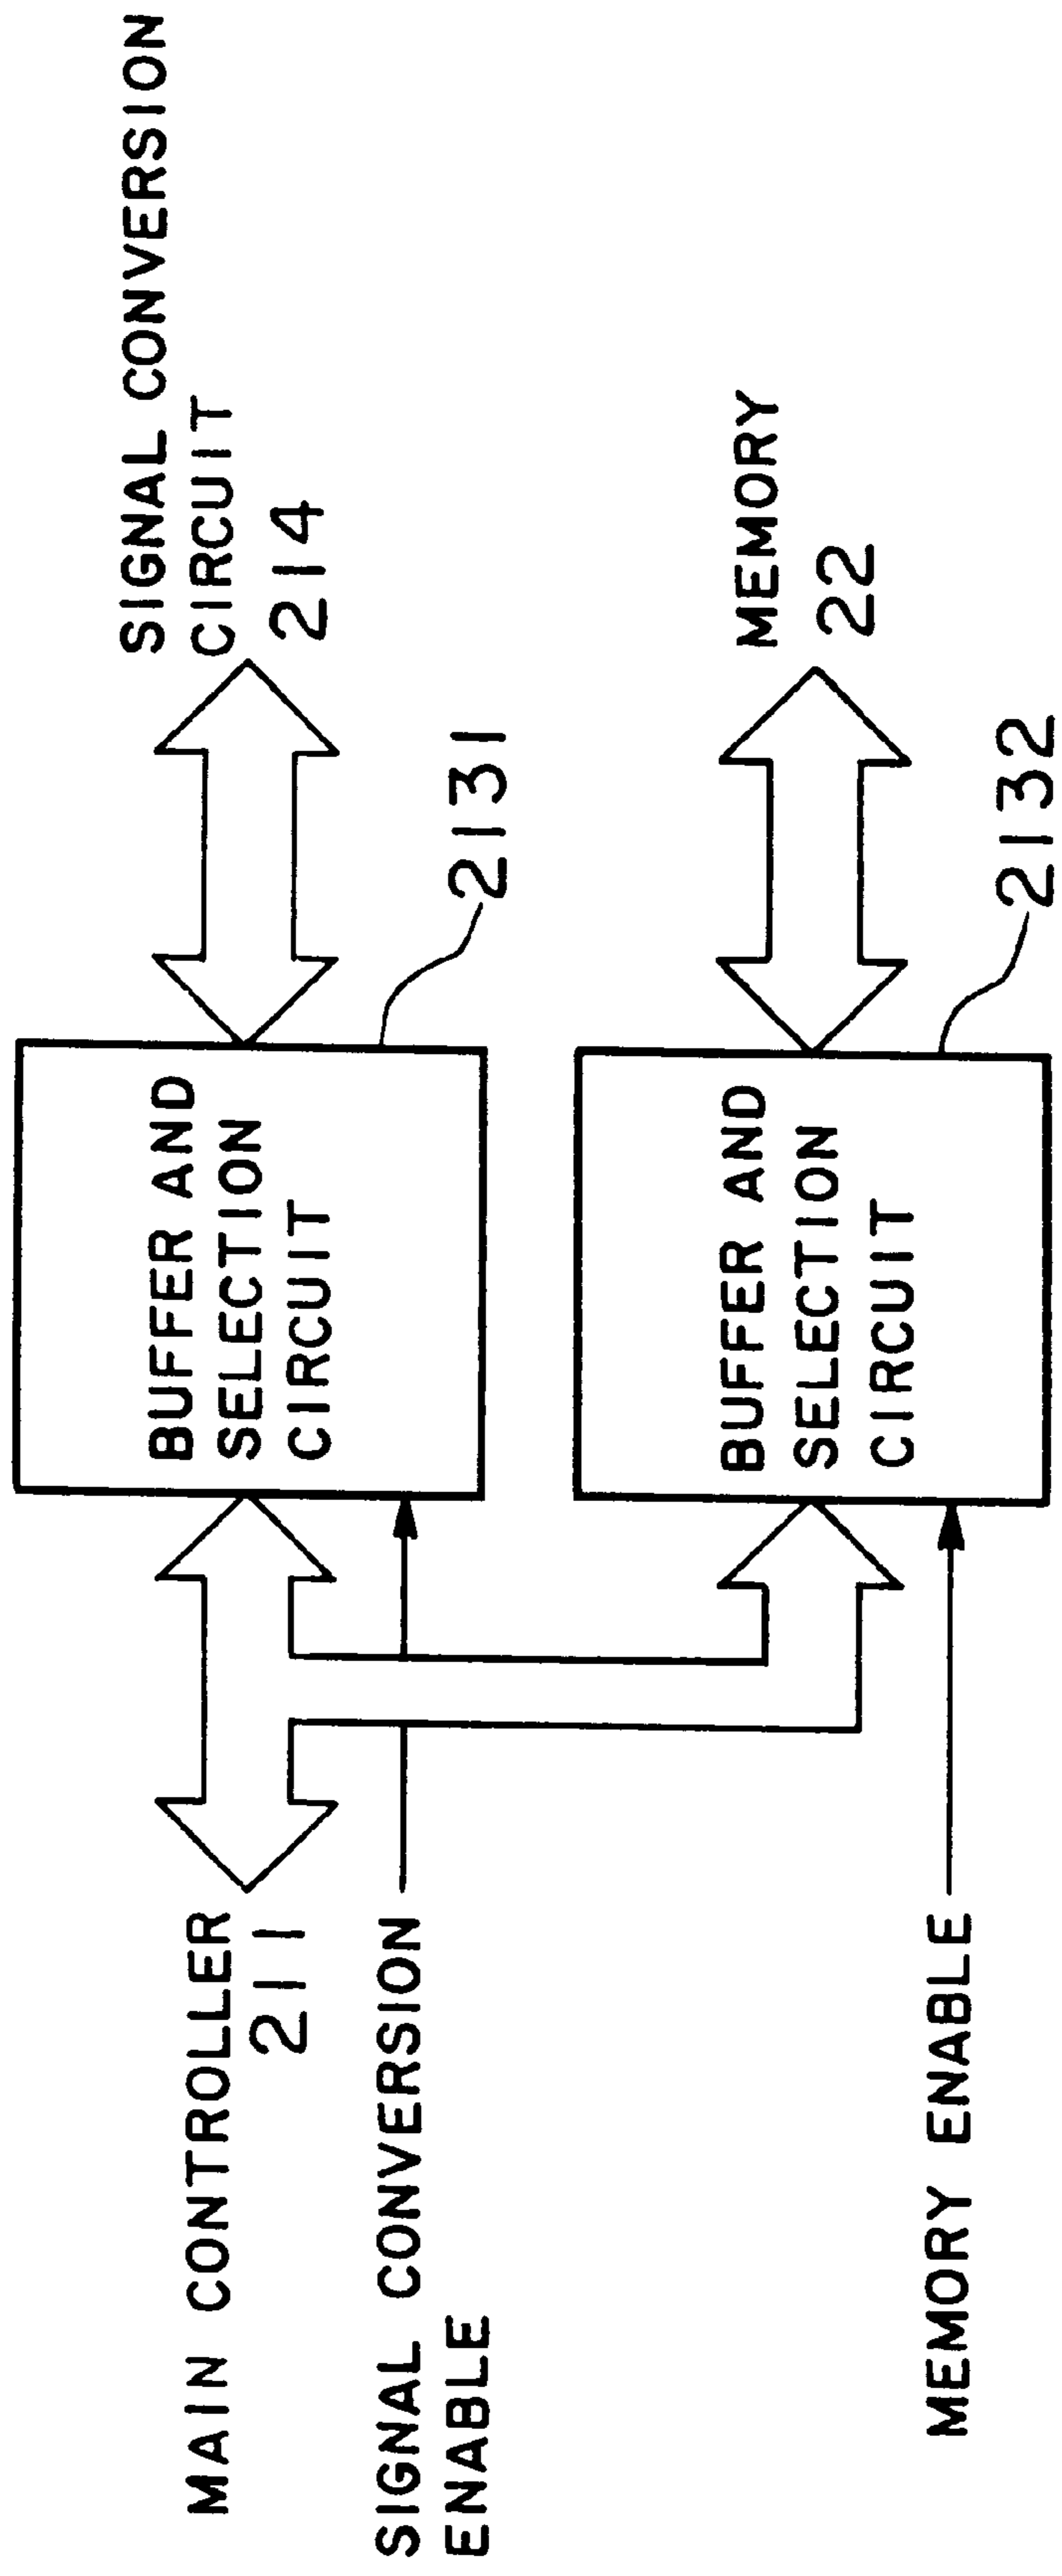 MAIN CONTROLLER
211
SIGNAL CONVERSION
ENABLE
MEMORY ENABLE
BUFFER AND
SELECTION
CIRCUIT
2131
BUFFER AND
SELECTION
CIRCUIT
2132
SIGNAL CONVERSION
CIRCUIT
214
MEMORY
22